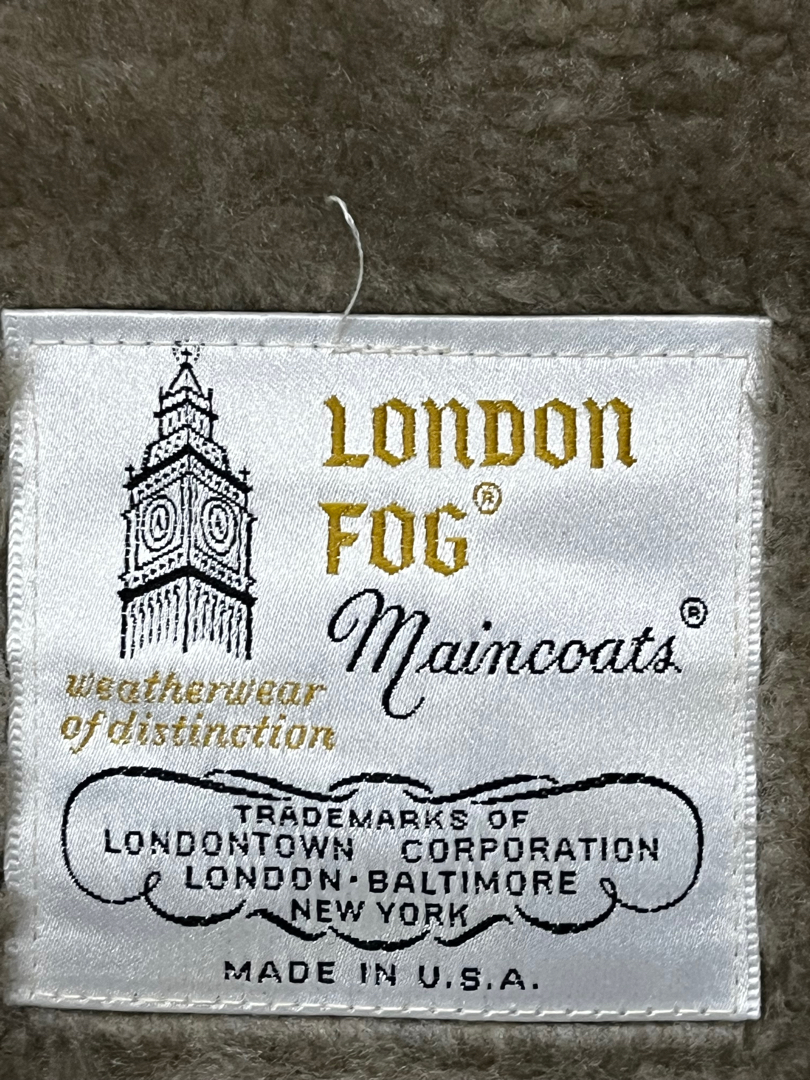 LONDON
FOG®
Maincoats®
weatherwear
of distinction
TRADEMARKS OF
LONDONTOWN CORPORATION
LONDON·BALTIMORE
NEW YORK
MADE IN U.S.A.